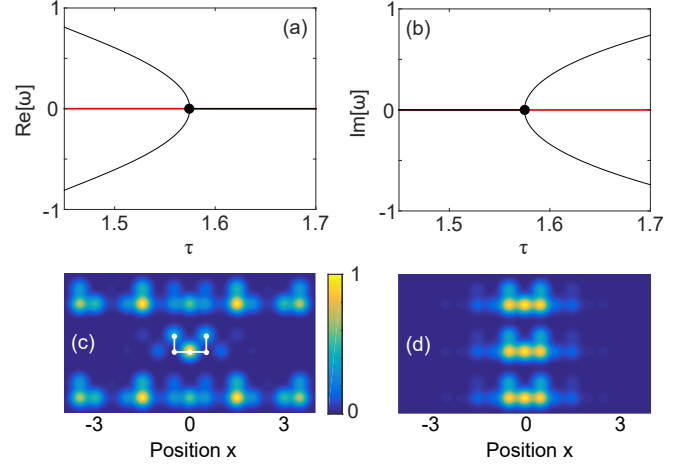 (a)
1
0
-1
Re[ω]
1.5
1.6
1.7
τ
(b)
1
0
-1
Im[ω]
1.5
1.6
1.7
τ
(c)
1
0
-3
0
3
Position x
(d)
-3
0
3
Position x